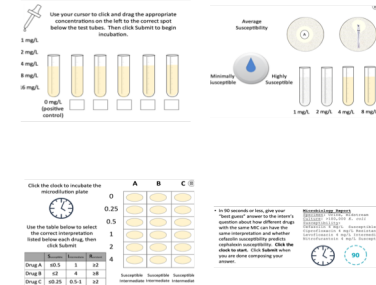 Use your cursor to click and drag the appropriate
concentrations on the left to the correct spot
below the test tubes. Then click Submit to begin
incubation.
1 mg/L
2 mg/L
4 mg/L
8 mg/L
16 mg/L
0 mg/L
(positive
control)
Average
Susceptibility
Minimally
susceptible
Highly
Susceptible
A
1 mg/L 2 mg/L 4 mg/L 8 mg/L
Click the clock to incubate the
microdilution plate
Use the table below to select
the correct interpretation
listed below each drug, then
click Submit
Drug A ≤0.5 1 ≥2
Drug B ≤2 4 ≥8
Drug C ≤0.25 0.5-1 ≥2
A B C
0
0.25
0.5
1
2
4
Susceptible Susceptible Susceptible
Intermediate Intermediate Intermediate
• In 90 seconds or less, give your
"best guess" answer to the intern's
question about how different drugs
with the same MIC can have the
same interpretation and whether
cefazolin susceptibility predicts
cephalexin susceptibility. Click the
clock to start. Click Submit when
you are done composing your
answer.
Microbiology Report
90